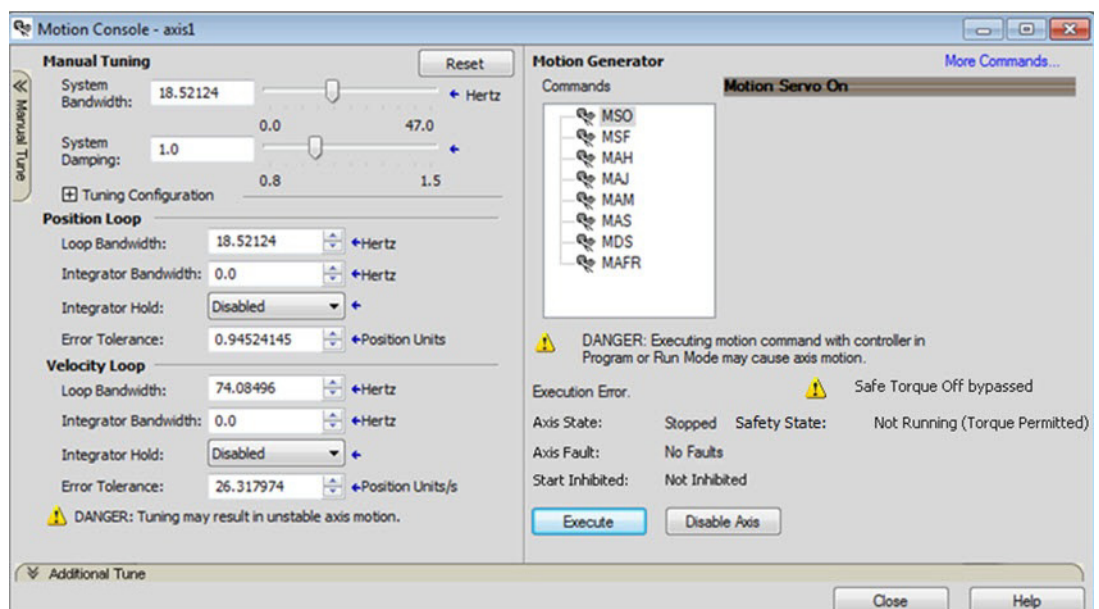 Motion Console - axis1
Manual Tune
Manual Tuning
Reset
System Bandwidth:
18.52124
Hertz
0.0 47.0
System Damping:
1.0
0.8 1.5
Tuning Configuration
Position Loop
Loop Bandwidth: 18.52124 Hertz
Integrator Bandwidth: 0.0 Hertz
Integrator Hold: Disabled
Error Tolerance: 0.94524145 Position Units
Velocity Loop
Loop Bandwidth: 74.08496 Hertz
Integrator Bandwidth: 0.0 Hertz
Integrator Hold: Disabled
Error Tolerance: 26.317974 Position Units/s
DANGER: Tuning may result in unstable axis motion.
Motion Generator
More Commands...
Commands
Motion Servo On
MSO
MSF
MAH
MAJ
MAM
MAS
MDS
MAFR
DANGER: Executing motion command with controller in
Program or Run Mode may cause axis motion.
Execution Error.
Safe Torque Off bypassed
Axis State: Stopped Safety State: Not Running (Torque Permitted)
Axis Fault: No Faults
Start Inhibited: Not Inhibited
Execute Disable Axis
Additional Tune
Close Help